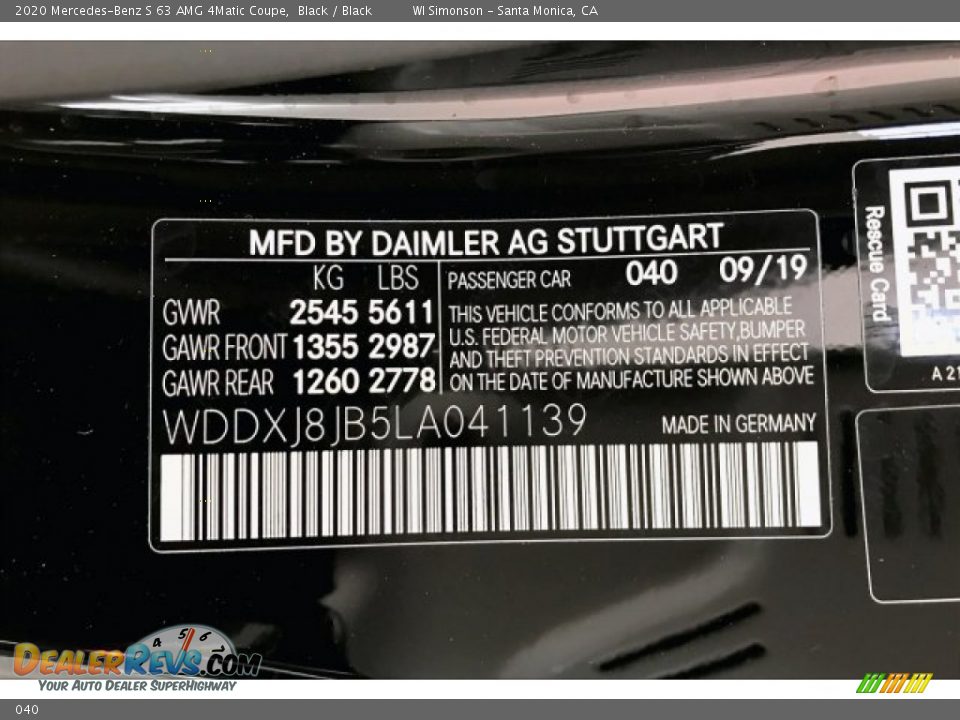 2020 Mercedes-Benz S 63 AMG 4Matic Coupe, Black / Black WI Simonson - Santa Monica, CA
MFD BY DAIMLER AG STUTTGART
KG LBS
GVWR 2545 5611
GAWR FRONT 1355 2987
GAWR REAR 1260 2778
PASSENGER CAR 040 09/19
THIS VEHICLE CONFORMS TO ALL APPLICABLE
U.S. FEDERAL MOTOR VEHICLE SAFETY,BUMPER
AND THEFT PREVENTION STANDARDS IN EFFECT
ON THE DATE OF MANUFACTURE SHOWN ABOVE
WDDXJ8JB5LA041139 MADE IN GERMANY
Rescue Card
A 21
4 5 6
DealerRevs.com
Your Auto Dealer SuperHighway
040